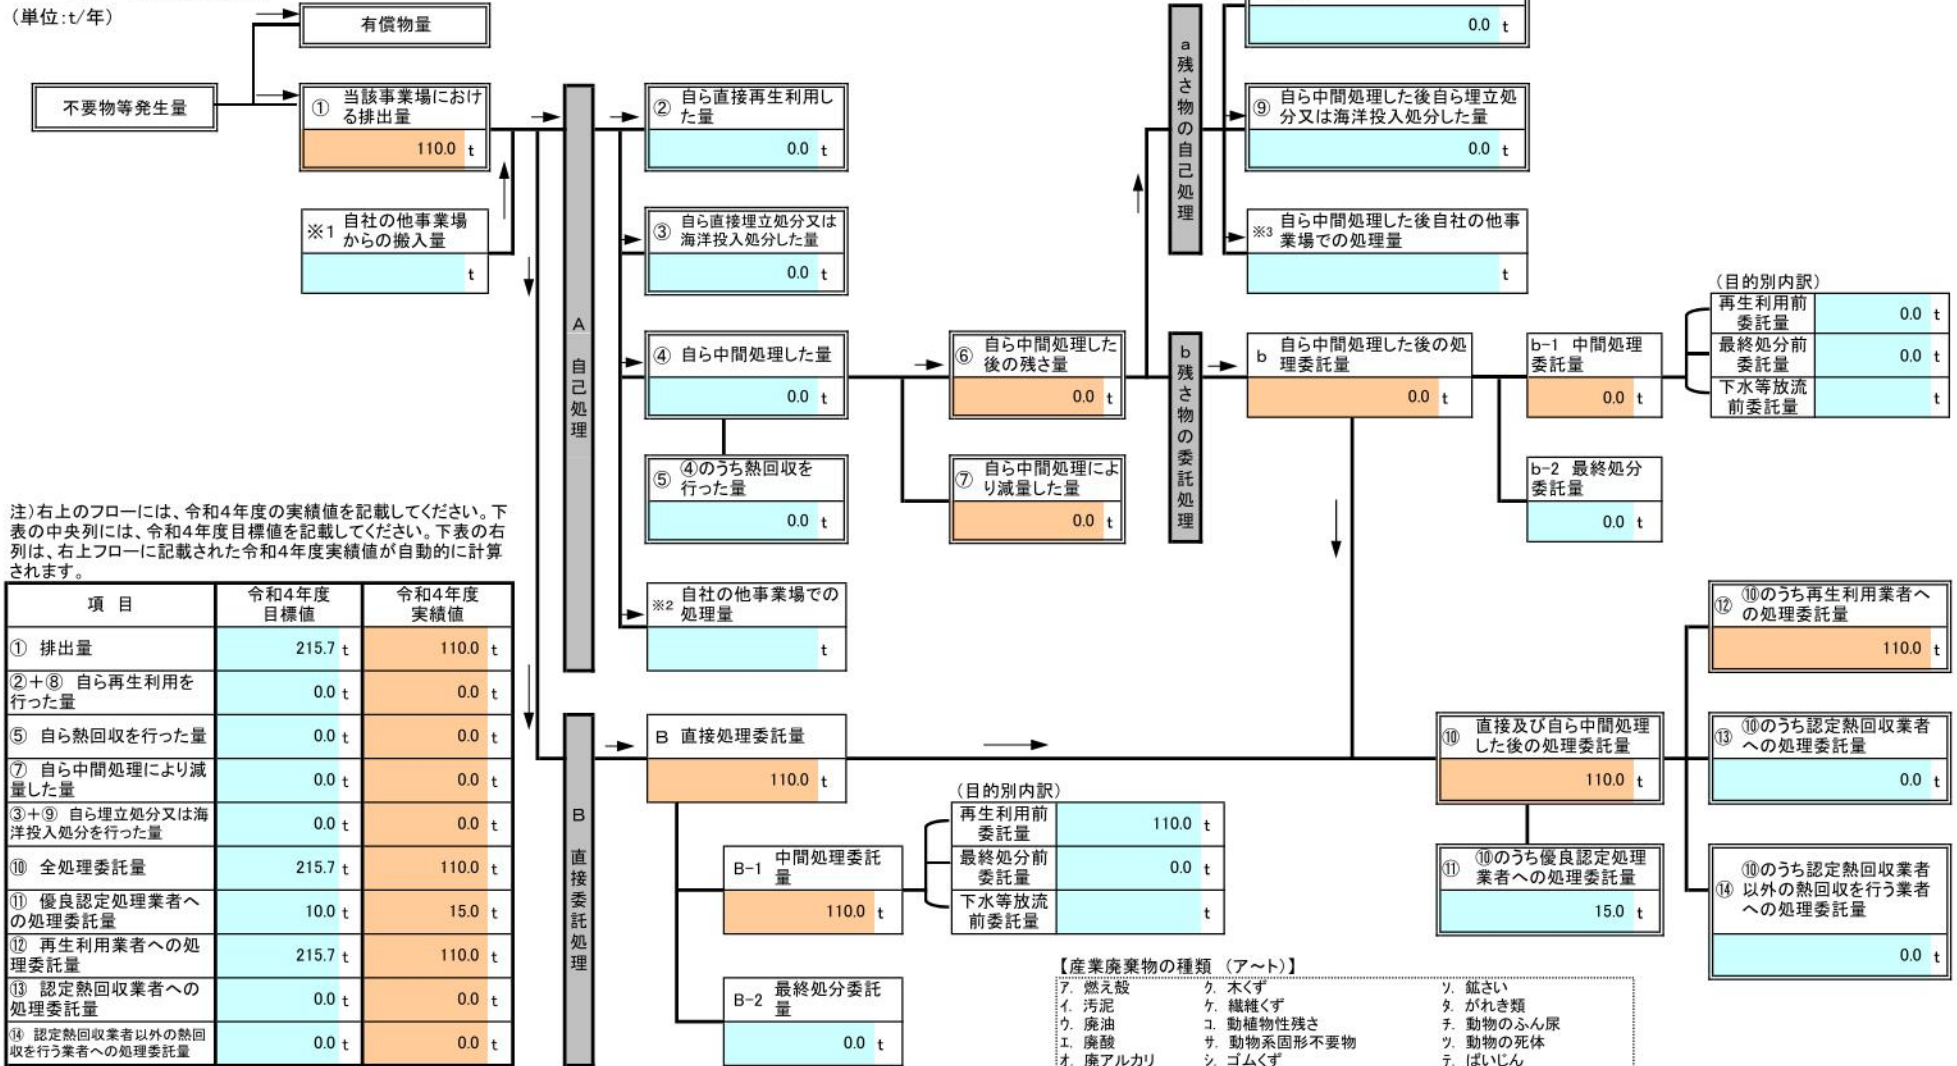 (単位:t/年)
有償物量
不要物等発生量
① 当該事業場におけ
る排出量
110.0 t
※1 自社の他事業場
からの搬入量
t
A 自己処理
② 自ら直接再生利用し
た量
0.0 t
③ 自ら直接埋立処分又は
海洋投入処分した量
0.0 t
④ 自ら中間処理した量
0.0 t
⑤ ④のうち熱回収を
行った量
0.0 t
※2 自社の他事業場での
処理量
t
⑥ 自ら中間処理した
後の残さ量
0.0 t
⑦ 自ら中間処理によ
り減量した量
0.0 t
a残さ物の自己処理
0.0 t
⑨ 自ら中間処理した後自ら埋立処
分又は海洋投入処分した量
0.0 t
※3 自ら中間処理した後自社の他事
業場での処理量
t
b残さ物の委託処理
b 自ら中間処理した後の処
理委託量
0.0 t
b-1 中間処理
委託量
0.0 t
b-2 最終処分
委託量
0.0 t
(目的別内訳)
再生利用前
委託量 0.0 t
最終処分前
委託量 0.0 t
下水等放流
前委託量 t
注)右上のフローには、令和4年度の実績値を記載してください。下
表の中央列には、令和4年度目標値を記載してください。下表の右
列は、右上フローに記載された令和4年度実績値が自動的に計算
されます。
項 目 令和4年度
目標値 令和4年度
実績値
① 排出量 215.7 t 110.0 t
②+⑧ 自ら再生利用を
行った量 0.0 t 0.0 t
⑤ 自ら熱回収を行った量 0.0 t 0.0 t
⑦ 自ら中間処理により減
量した量 0.0 t 0.0 t
③+⑨ 自ら埋立処分又は海
洋投入処分を行った量 0.0 t 0.0 t
⑩ 全処理委託量 215.7 t 110.0 t
⑪ 優良認定処理業者へ
の処理委託量 10.0 t 15.0 t
⑫ 再生利用業者への処
理委託量 215.7 t 110.0 t
⑬ 認定熱回収業者への
処理委託量 0.0 t 0.0 t
⑭ 認定熱回収業者以外の熱回
収を行う業者への処理委託量 0.0 t 0.0 t
B 直接委託処理
B 直接処理委託量
110.0 t
B-1 中間処理委託
量
110.0 t
B-2 最終処分委託
量
0.0 t
(目的別内訳)
再生利用前
委託量 110.0 t
最終処分前
委託量 0.0 t
下水等放流
前委託量 t
⑩ 直接及び自ら中間処理
した後の処理委託量
110.0 t
⑪ ⑩のうち優良認定処理
業者への処理委託量
15.0 t
⑫ ⑩のうち再生利用業者へ
の処理委託量
110.0 t
⑬ ⑩のうち認定熱回収業者
への処理委託量
0.0 t
⑭ ⑩のうち認定熱回収業者
以外の熱回収を行う業者
への処理委託量
0.0 t
【産業廃棄物の種類 (ア~ト)】
ア. 燃え殻 ク. 木くず ソ. 鉱さい
イ. 汚泥 ケ. 繊維くず タ. がれき類
ウ. 廃油 コ. 動植物性残さ チ. 動物のふん尿
エ. 廃酸 サ. 動物系固形不要物 ツ. 動物の死体
オ. 廃アルカリ シ. ゴムくず テ. ばいじん